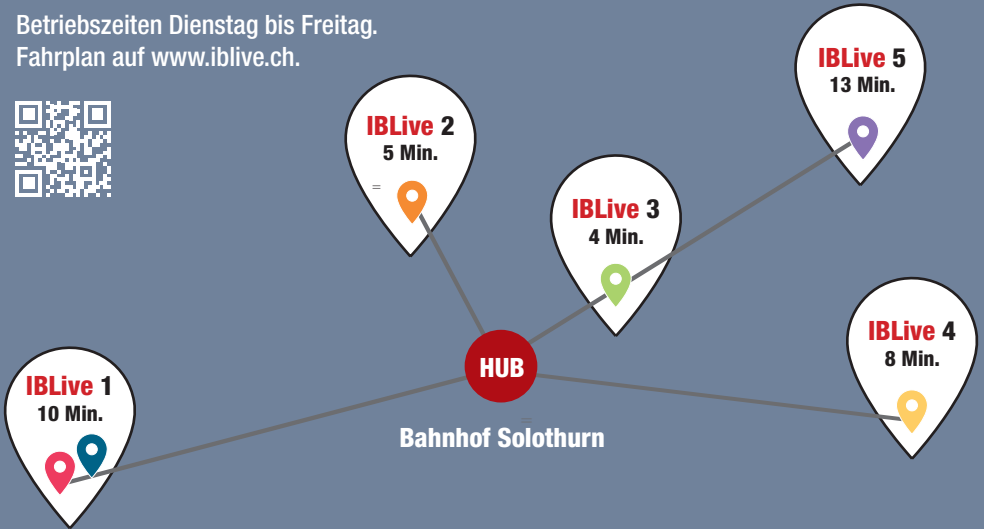 Betriebszeiten Dienstag bis Freitag.
Fahrplan auf www.iblive.ch.
IBLive 5
13 Min.
IBLive 2
5 Min.
=
IBLive 3
4 Min.
IBLive 4
8 Min.
HUB
IBLive 1
10 Min.
=
Bahnhof Solothurn